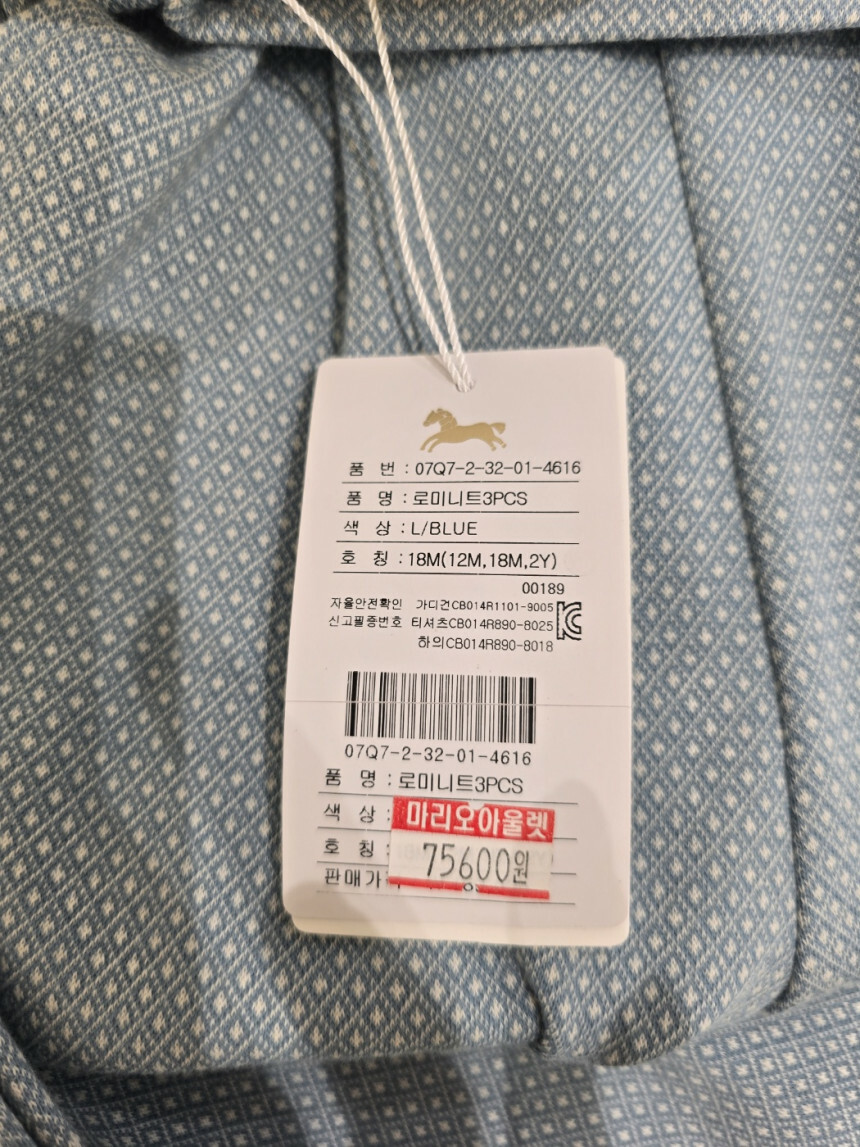 품 번 : 07Q7-2-32-01-4616
품 명 : 로미니트3PCS
색 상 : L/BLUE
호 칭 : 18M(12M,18M,2Y)
00189
자율안전확인 가디건CB014R1101-9005
신고필증번호 티셔츠CB014R890-8025
하의CB014R890-8018
07Q7-2-32-01-4616
품 명 : 로미니트3PCS
색 상 :
마리오아울렛
호 칭 :
75600원
판매가